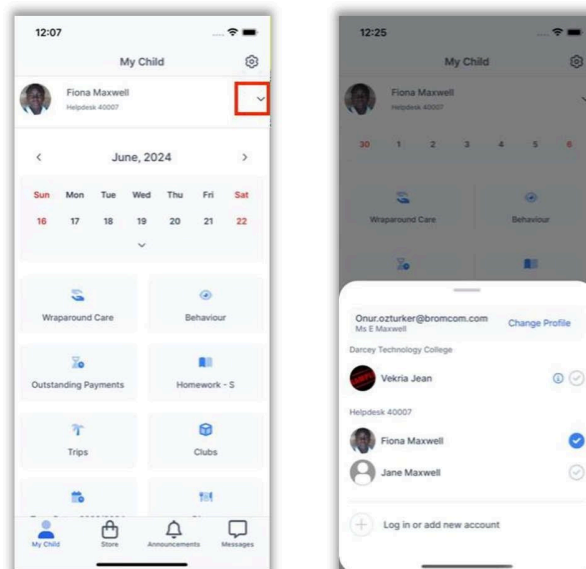 12:07
My Child
Fiona Maxwell
Helpdesk 40007
June, 2024
Sun Mon Tue Wed Thu Fri Sat
16 17 18 19 20 21 22
Wraparound Care Behaviour
Outstanding Payments Homework - S
Trips Clubs
My Child Store Announcements Messages
12:25
My Child
Fiona Maxwell
Helpdesk 40007
30 1 2 3 4 5 6
Wraparound Care Behaviour
Onur.ozturker@bromcom.com Change Profile
Ms E Maxwell
Darcey Technology College
Vekria Jean
Helpdesk 40007
Fiona Maxwell
Jane Maxwell
Log in or add new account